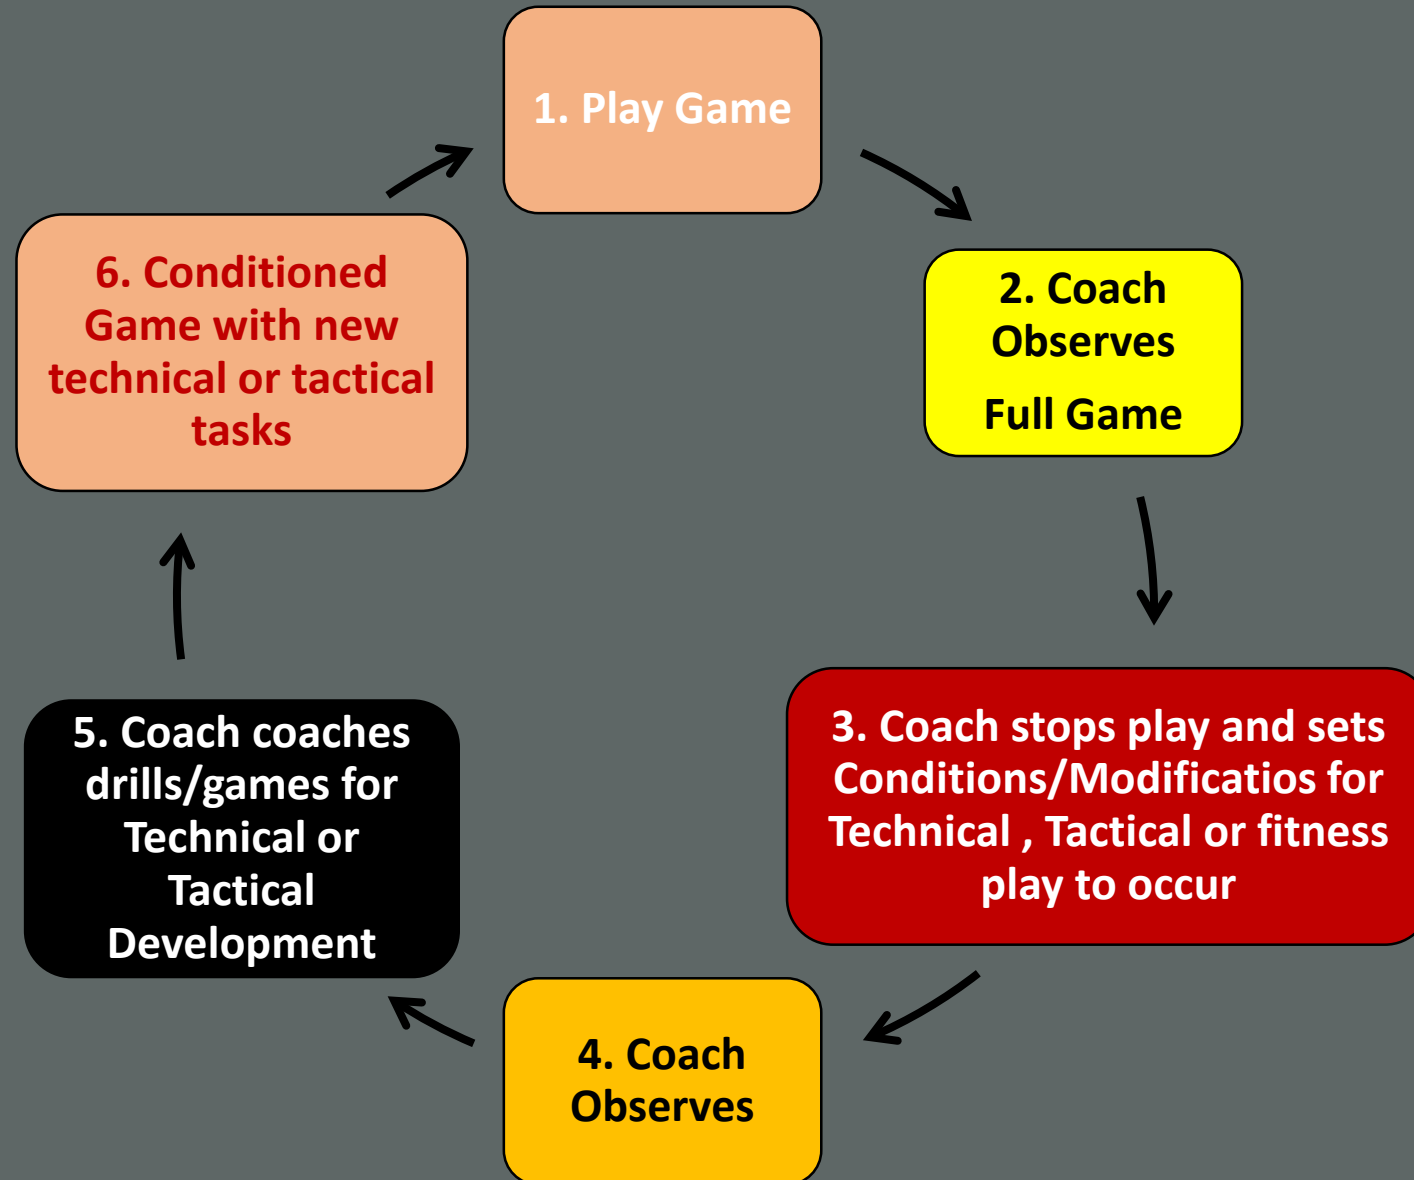 1. Play Game
2. Coach
Observes
Full Game
3. Coach stops play and sets
Conditions/Modificatios for
Technical , Tactical or fitness
play to occur
4. Coach
Observes
5. Coach coaches
drills/games for
Technical or
Tactical
Development
6. Conditioned
Game with new
technical or tactical
tasks